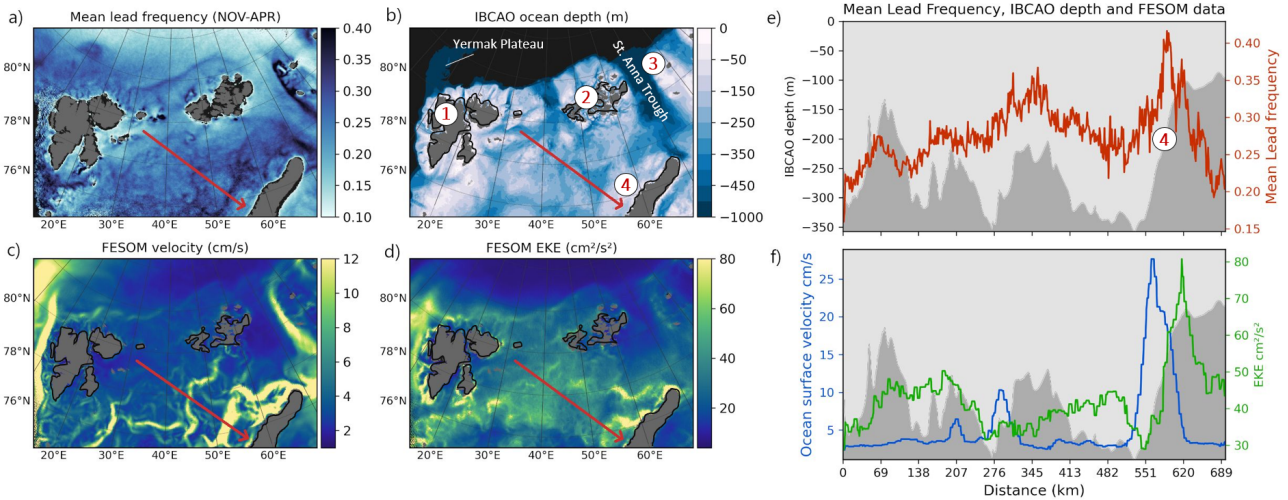 a)
Mean lead frequency (NOV-APR)
80°N
78°N
76°N
20°E
30°E
40°E
50°E
60°E
0.40
0.35
0.30
0.25
0.20
0.15
0.10
b)
IBCAO ocean depth (m)
Yermak Plateau
St. Anna Trough
1
2
3
4
80°N
78°N
76°N
20°E
30°E
40°E
50°E
60°E
0
−50
−150
−250
−350
−450
−1000
c)
FESOM velocity (cm/s)
80°N
78°N
76°N
20°E
30°E
40°E
50°E
60°E
12
10
8
6
4
2
d)
FESOM EKE (cm²/s²)
80°N
78°N
76°N
20°E
30°E
40°E
50°E
60°E
80
60
40
20
e)
Mean Lead Frequency, IBCAO depth and FESOM data
IBCAO depth (m)
0
−50
−100
−150
−200
−250
−300
−350
4
0.40
0.35
0.30
0.25
0.20
0.15
Mean Lead frequency
f)
Ocean surface velocity cm/s
25
20
15
10
5
80
70
60
50
40
30
EKE cm²/s²
0
69
138
207
276
345
413
482
551
620
689
Distance (km)